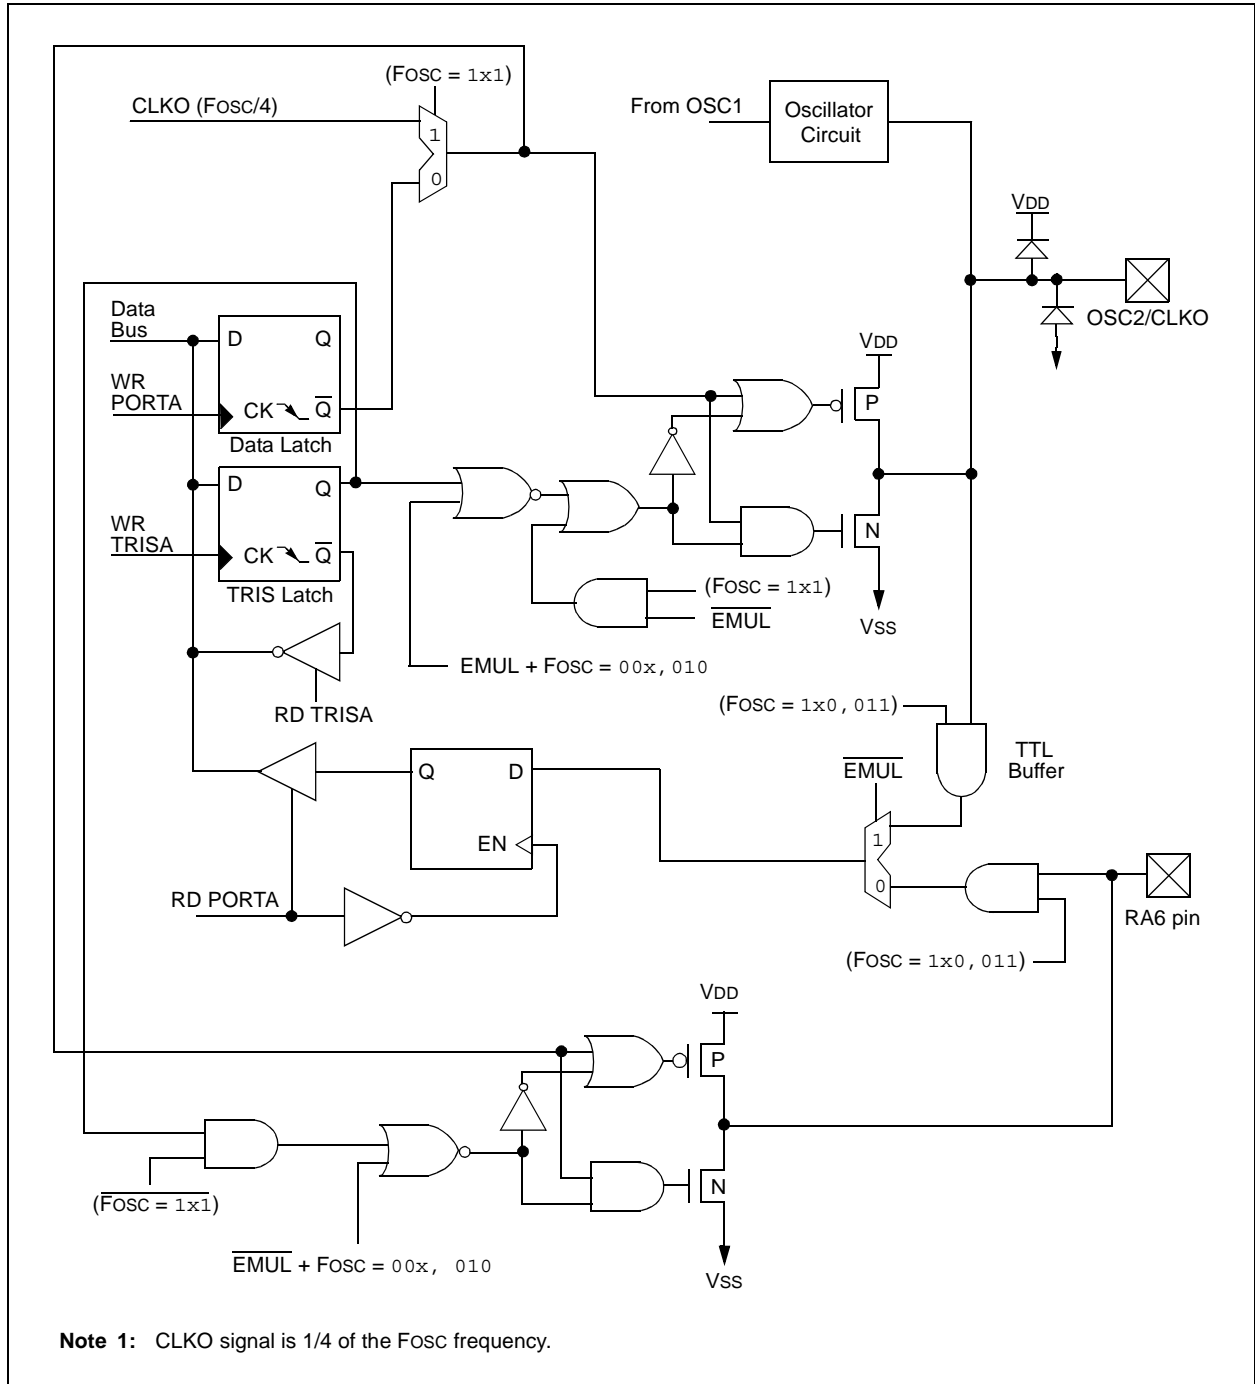 (FOSC = 1x1)
CLKO (FOSC/4)
1
0
From OSC1
Oscillator
Circuit
VDD
OSC2/CLKO
Data
Bus
D
Q
WR
PORTA
CK
Q
Data Latch
D
Q
WR
TRISA
CK
Q
TRIS Latch
VDD
P
N
VSS
(FOSC = 1x1)
EMUL
EMUL + FOSC = 00x, 010
RD TRISA
(FOSC = 1x0, 011)
TTL
Buffer
EMUL
1
0
Q
D
EN
RD PORTA
RA6 pin
(FOSC = 1x0, 011)
VDD
P
N
VSS
(FOSC = 1x1)
EMUL + FOSC = 00x, 010
Note 1: CLKO signal is 1/4 of the FOSC frequency.